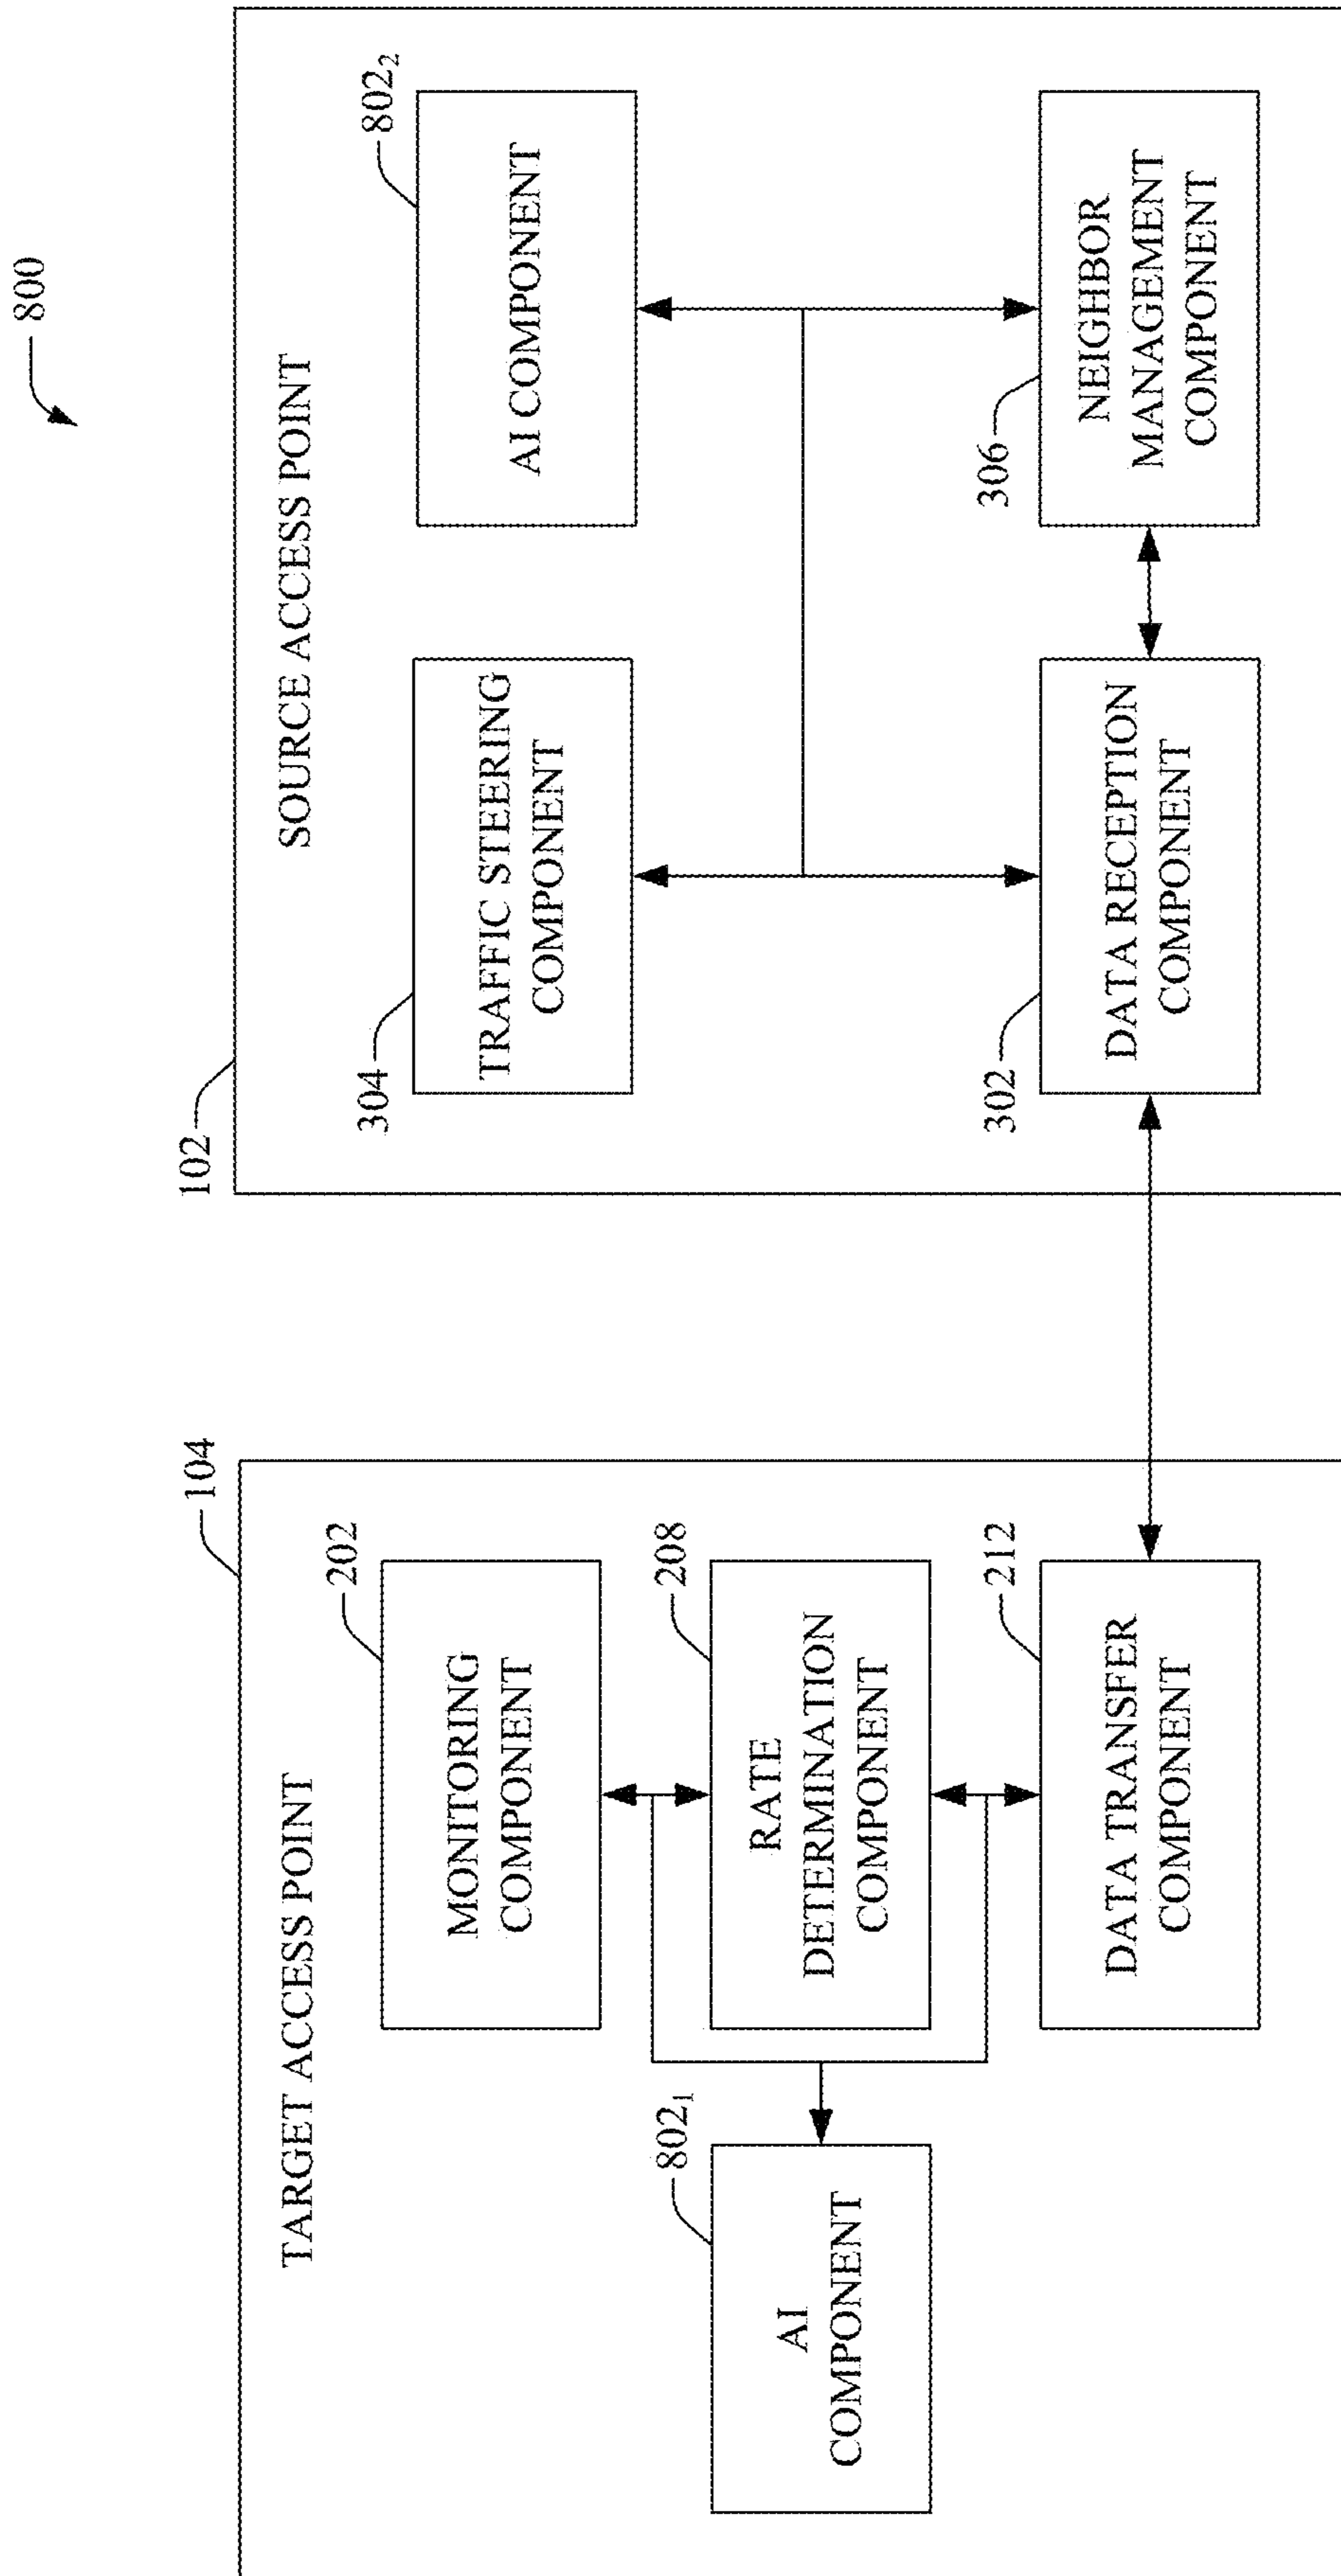 800
TARGET ACCESS POINT
104
MONITORING
COMPONENT
202
AI
COMPONENT
802₁
RATE
DETERMINATION
COMPONENT
208
DATA TRANSFER
COMPONENT
212
102
SOURCE ACCESS POINT
304
TRAFFIC STEERING
COMPONENT
AI COMPONENT
802₂
302
DATA RECEPTION
COMPONENT
306
NEIGHBOR
MANAGEMENT
COMPONENT